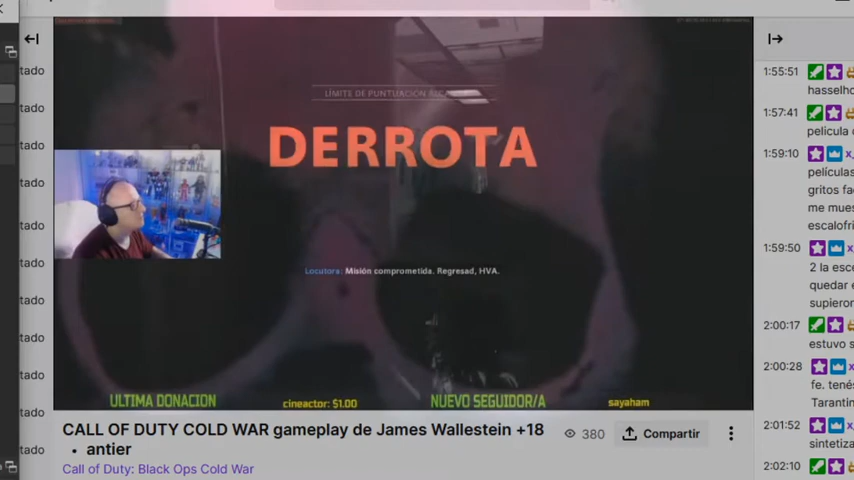 LÍMITE DE PUNTUACIÓN
DERROTA
Locutora: Misión comprometida. Regresad, HVA.
ULTIMA DONACION
cineactor: $1.00
NUEVO SEGUIDOR/A
sayaham
CALL OF DUTY COLD WAR gameplay de James Wallestein +18
• antier
380
Compartir
Call of Duty: Black Ops Cold War
tado
tado
tado
tado
tado
tado
tado
tado
tado
tado
tado
1:55:51
hasselho
1:57:41
pelicula
1:59:10
x
películas
gritos fa
me mues
escalofri
1:59:50
x
2 la esc
quedar e
supieron
2:00:17
estuvo s
2:00:28
x
fe. tenés
Tarantin
2:01:52
x
sintetiza
2:02:10